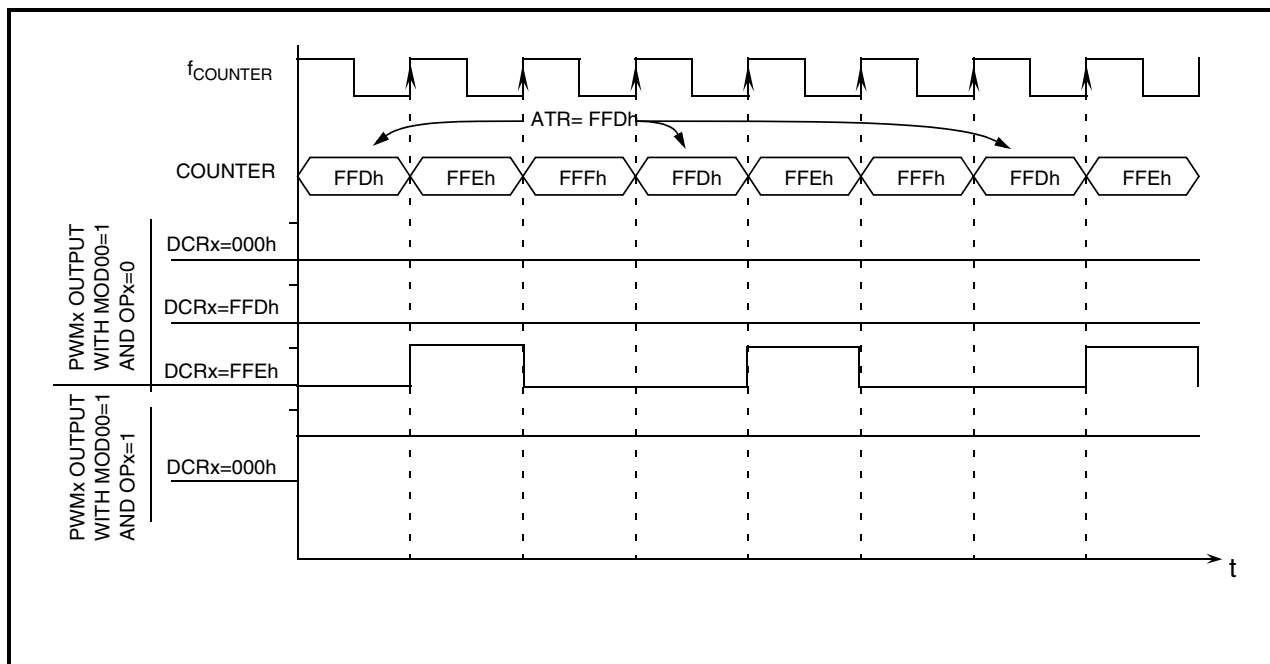 fCOUNTER
ATR= FFDh
COUNTER
FFDh FFEh FFFh FFDh FFEh FFFh FFDh FFEh
PWMx OUTPUT
WITH MOD00=1
AND OPx=0
DCRx=000h
DCRx=FFDh
DCRx=FFEh
PWMx OUTPUT
WITH MOD00=1
AND OPx=1
DCRx=000h
t